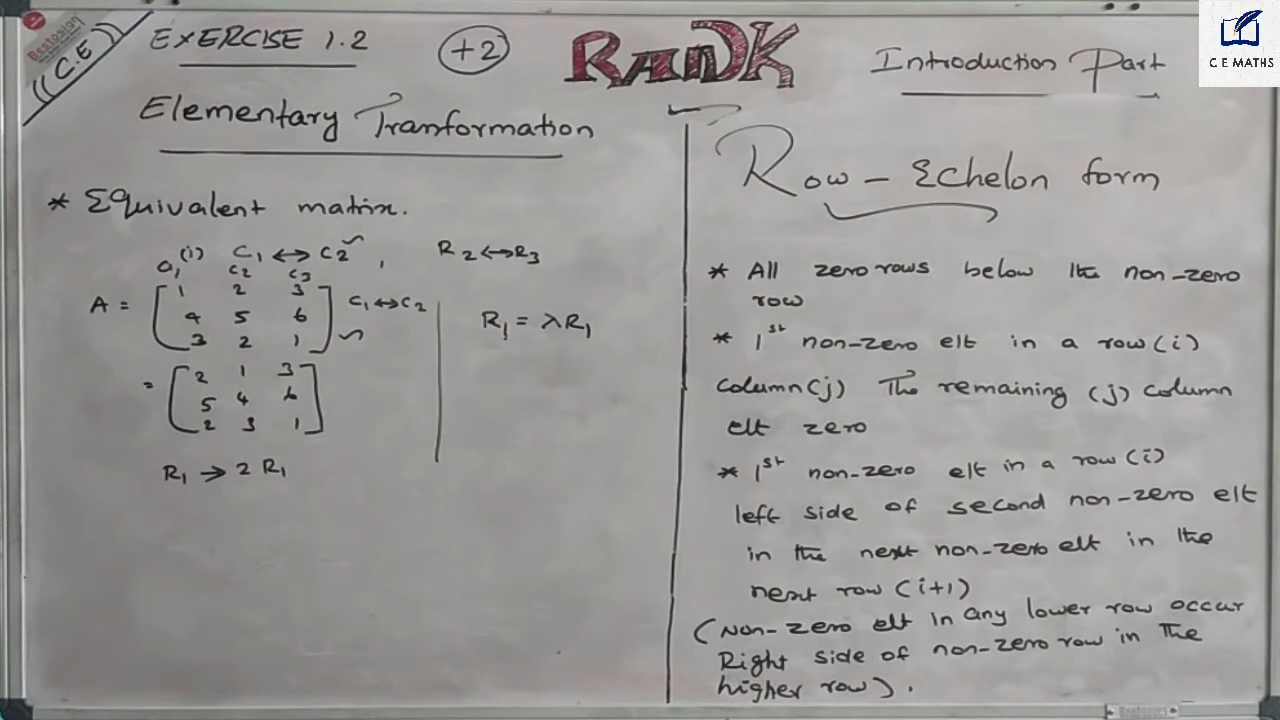 Bestosign
((C.E))
EXERCISE 1.2
+2
RANK
Introduction Part
C E MATHS
Elementary Tranformation
* Equivalent matrix.
(i) C1 ↔ C2 , R2 ↔ R3
C2 C3
A = [ 1 2 3
4 5 6
3 2 1 ] ~
C1 ↔ C2
= [ 2 1 3
5 4 6
2 3 1 ]
R1 → 2 R1
R1 = λR1
Row - Echelon form
* All zero rows below the non-zero
row
* 1st non-zero elt in a row (i)
column (j) The remaining (j) column
elt zero
* 1st non-zero elt in a row (i)
left side of second non-zero elt
in the next non-zero elt in the
next row (i+1)
(Non-zero elt in any lower row occur
Right side of non-zero row in the
higher row).